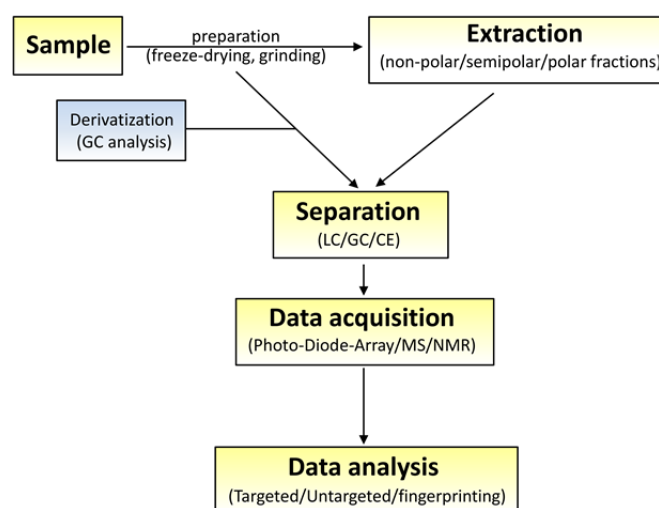 Sample
preparation
(freeze-drying, grinding)
Extraction
(non-polar/semipolar/polar fractions)
Derivatization
(GC analysis)
Separation
(LC/GC/CE)
Data acquisition
(Photo-Diode-Array/MS/NMR)
Data analysis
(Targeted/Untargeted/fingerprinting)